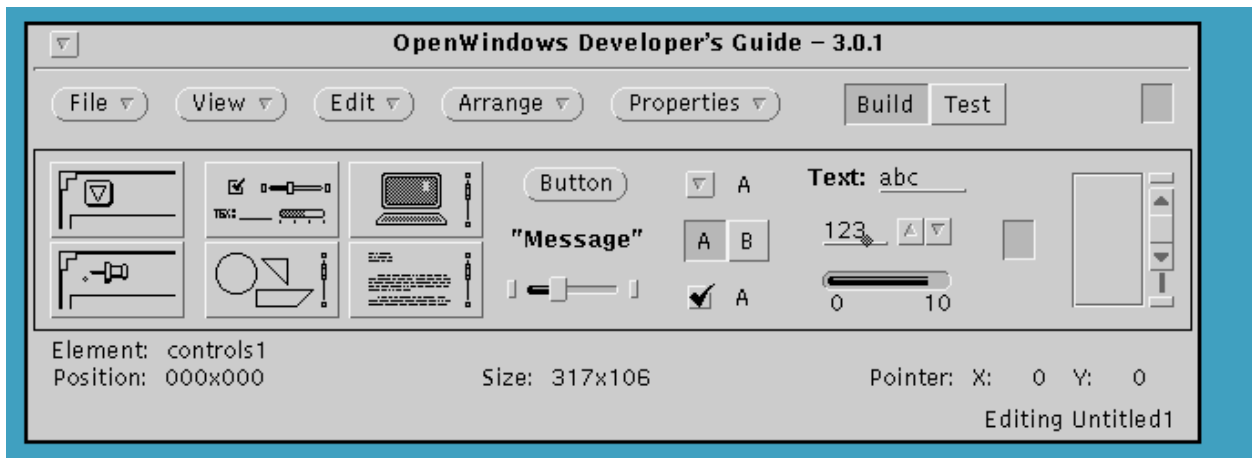 OpenWindows Developer's Guide – 3.0.1
File View Edit Arrange Properties Build Test
Button A Text: abc
TEXT:
"Message" A B 123
A 0 10
Element: controls1
Position: 000x000 Size: 317x106 Pointer: X: 0 Y: 0
Editing Untitled1